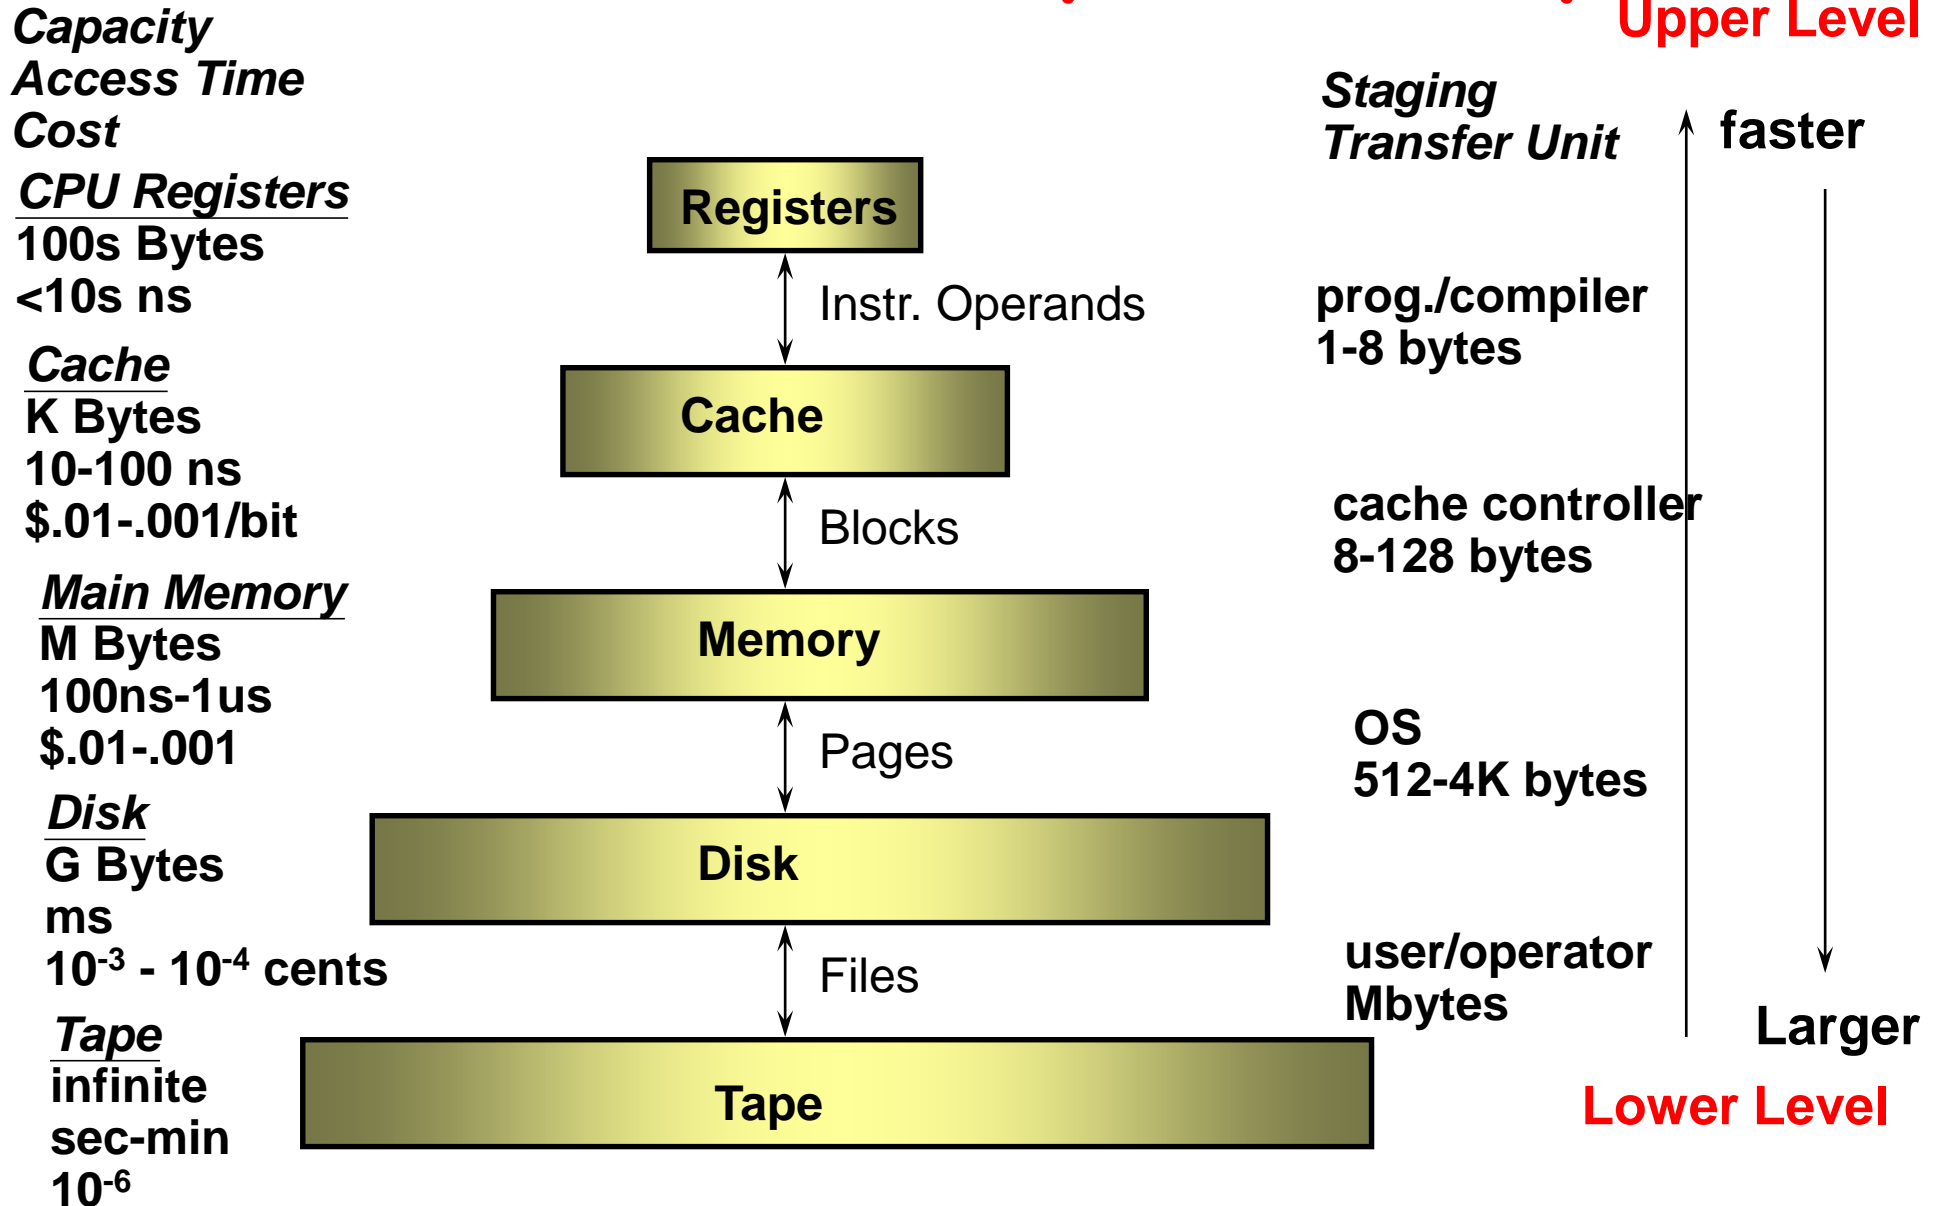 Upper Level
Capacity
Access Time
Cost
Staging
Transfer Unit
faster
CPU Registers
100s Bytes
<10s ns
Registers
Instr. Operands
prog./compiler
1-8 bytes
Cache
K Bytes
10-100 ns
$.01-.001/bit
Cache
Blocks
cache controller
8-128 bytes
Main Memory
M Bytes
100ns-1us
$.01-.001
Memory
Pages
OS
512-4K bytes
Disk
G Bytes
ms
10-3 - 10-4 cents
Disk
Files
user/operator
Mbytes
Larger
Tape
infinite
sec-min
10-6
Tape
Lower Level